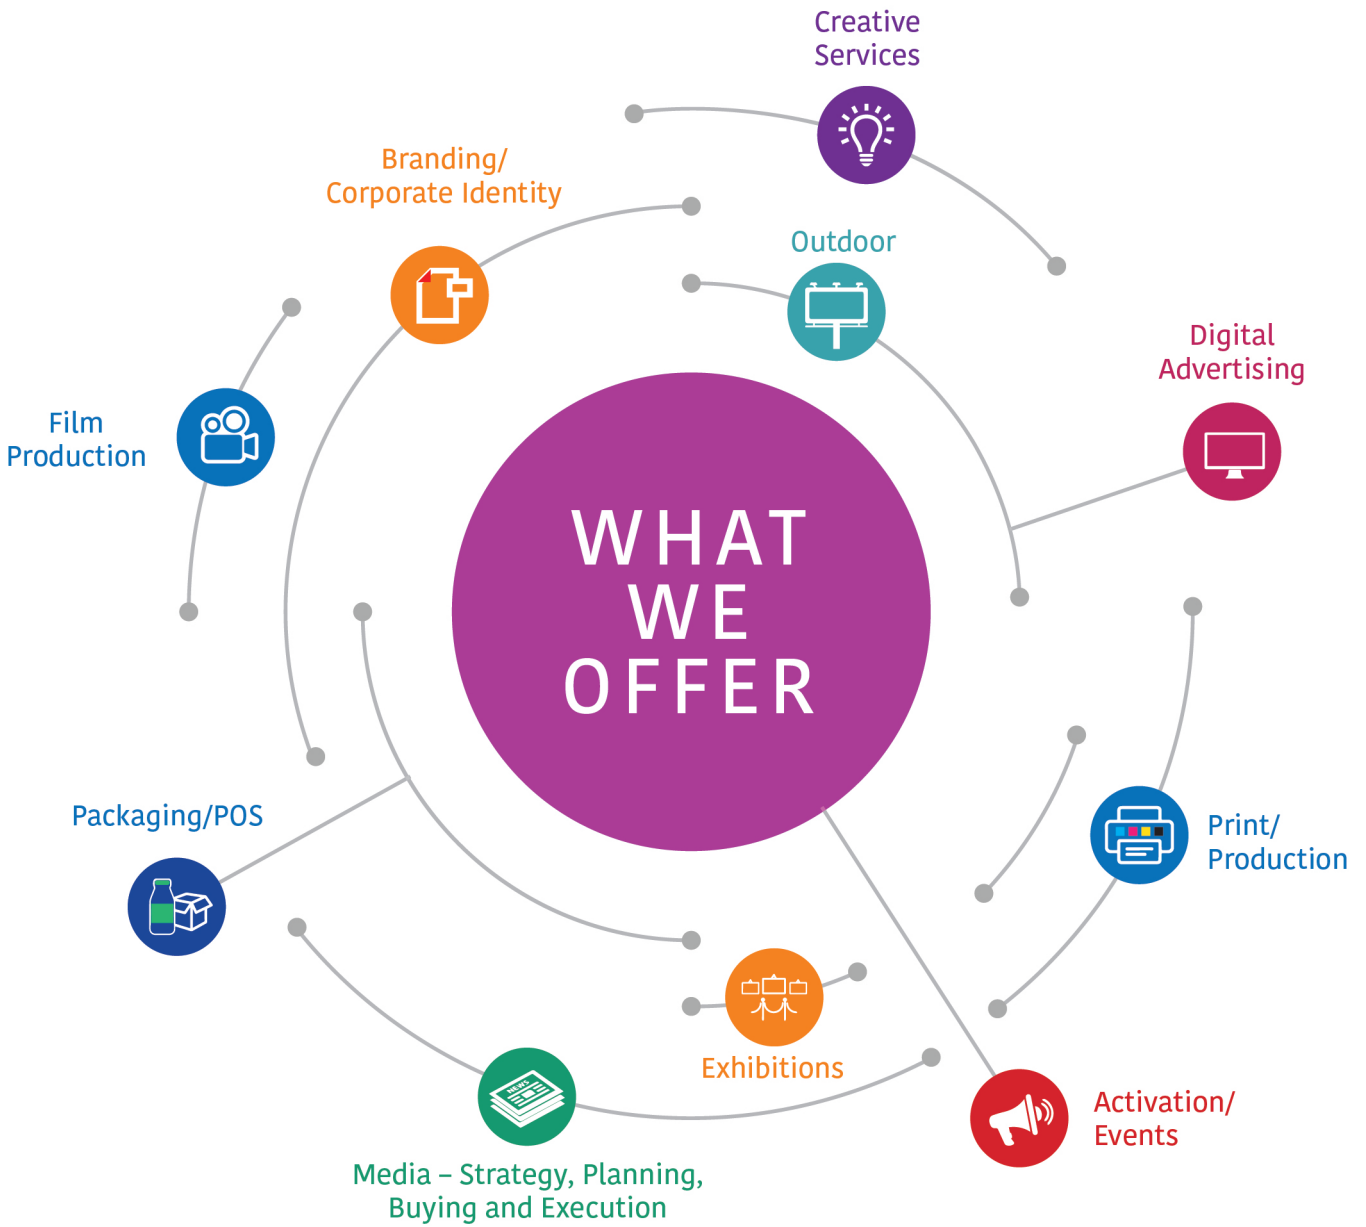 Creative
Services
Branding/
Corporate Identity
Outdoor
Digital
Advertising
Film
Production
WHAT
WE
OFFER
Packaging/POS
Print/
Production
Exhibitions
NEWS
Activation/
Events
Media – Strategy, Planning,
Buying and Execution